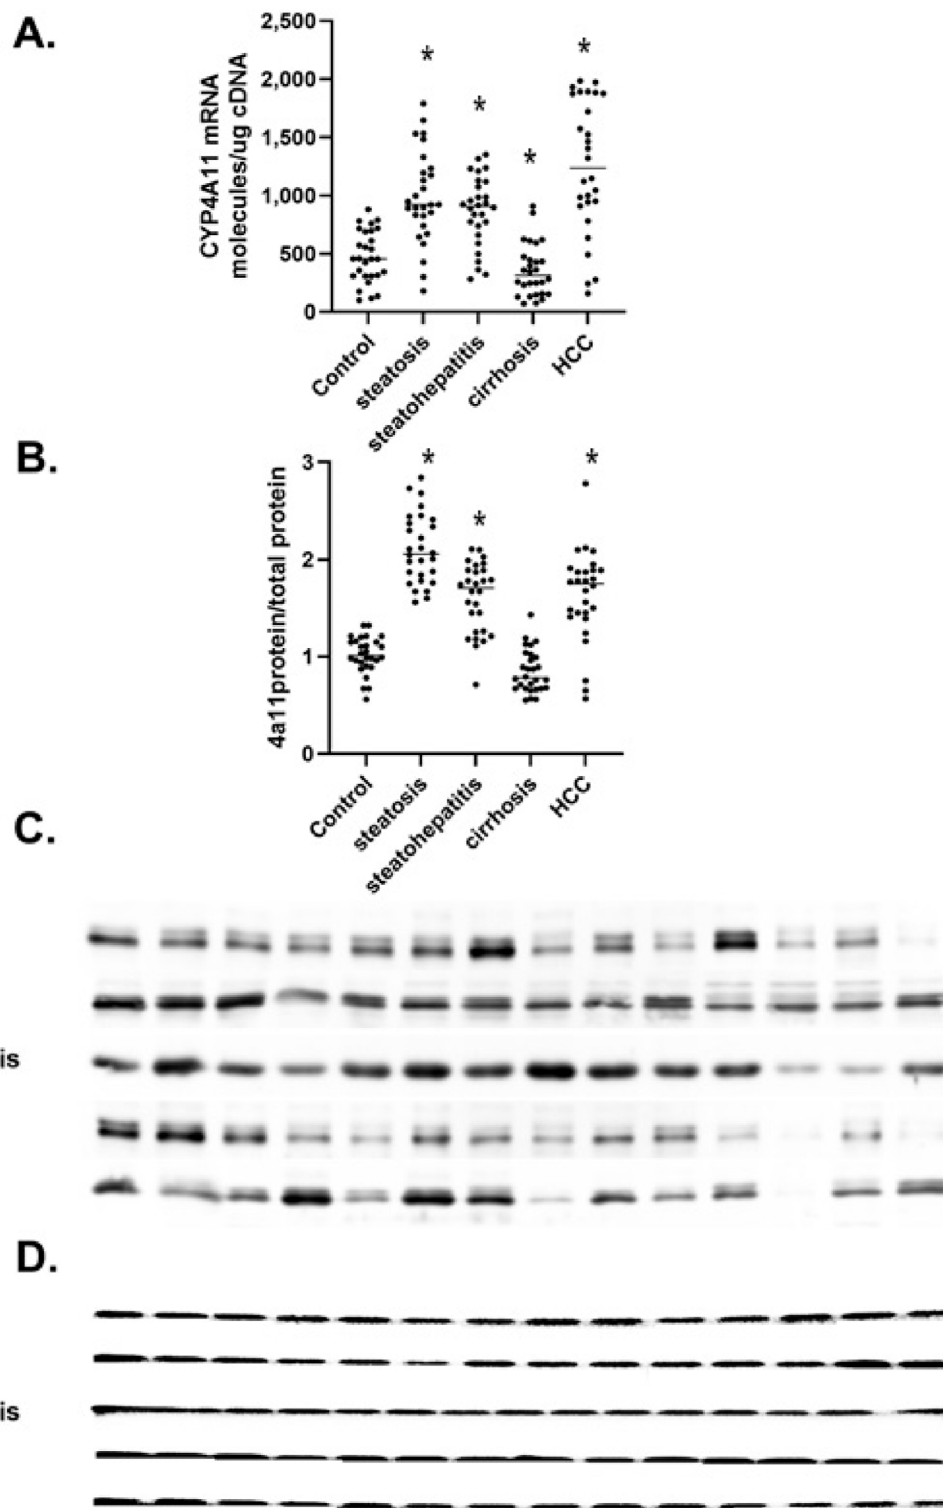 A.
CYP4A11 mRNA
molecules/ug cDNA
2,500
2,000
1,500
1,000
500
0
*
*
*
*
Control
steatosis
steatohepatitis
cirrhosis
HCC
B.
4a11protein/total protein
3
2
1
0
*
*
*
Control
steatosis
steatohepatitis
cirrhosis
HCC
C.
is
D.
is